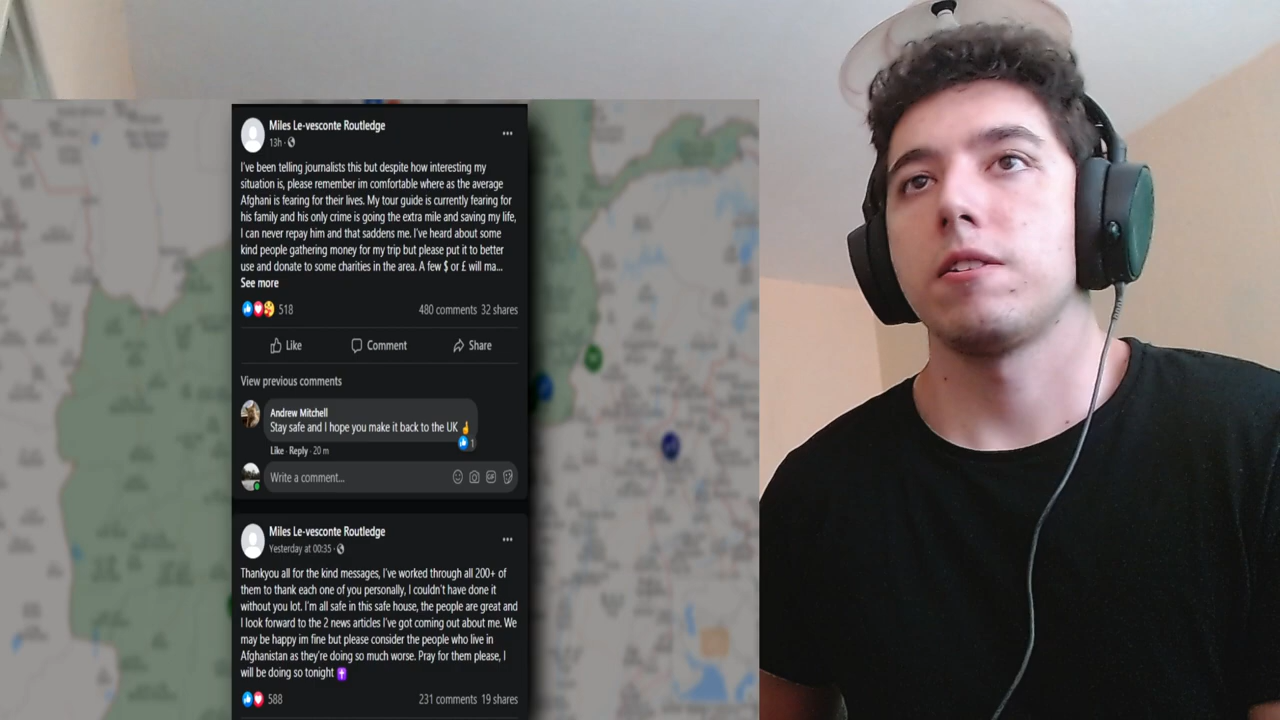 Miles Le-vesconte Routledge
13h ·
I've been telling journalists this but despite how interesting my
situation is, please remember im comfortable where as the average
Afghani is fearing for their lives. My tour guide is currently fearing for
his family and his only crime is going the extra mile and saving my life,
I can never repay him and that saddens me. I've heard about some
kind people gathering money for my trip but please put it to better
use and donate to some charities in the area. A few $ or £ will ma...
See more
518
480 comments 32 shares
Like Comment Share
View previous comments
Andrew Mitchell
Stay safe and I hope you make it back to the UK
1
Like · Reply · 20 m
Write a comment...
GIF
Miles Le-vesconte Routledge
Yesterday at 00:35 ·
Thankyou all for the kind messages, I've worked through all 200+ of
them to thank each one of you personally, I couldn't have done it
without you lot. I'm all safe in this safe house, the people are great and
I look forward to the 2 news articles I've got coming out about me. We
may be happy im fine but please consider the people who live in
Afghanistan as they're doing so much worse. Pray for them please, I
will be doing so tonight
588
231 comments 19 shares